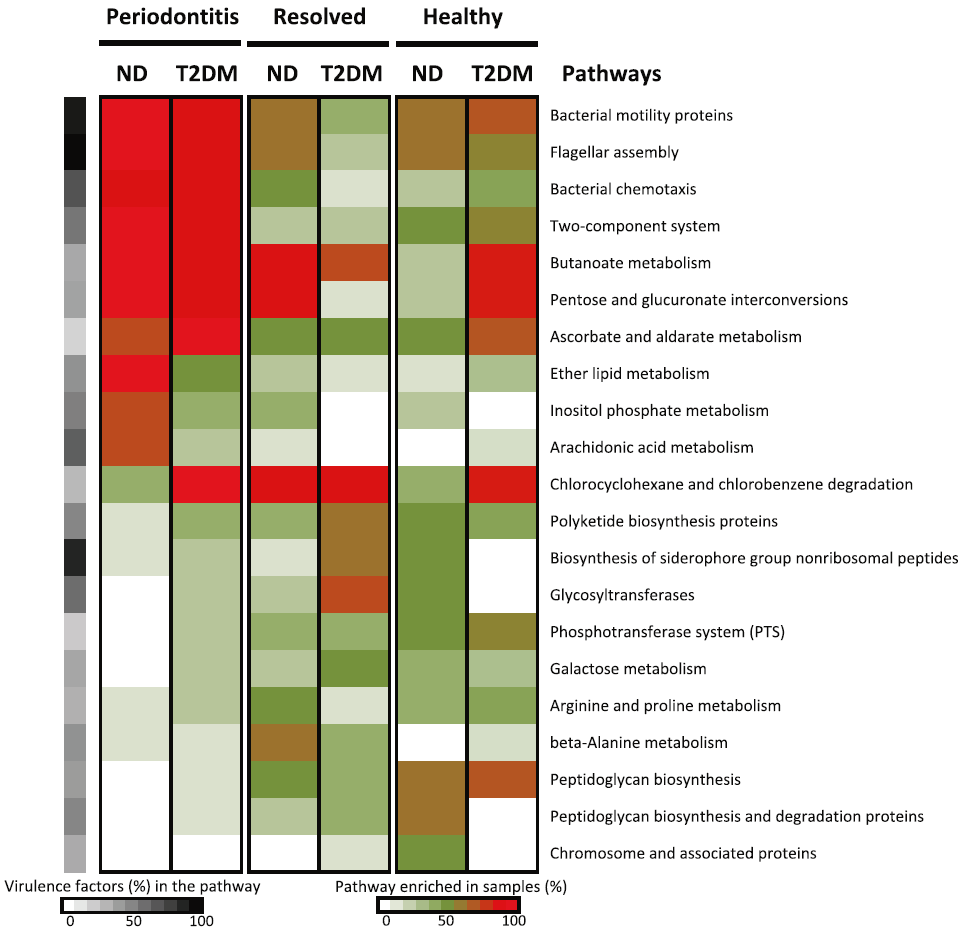 Periodontitis Resolved Healthy
ND T2DM ND T2DM ND T2DM Pathways
Bacterial motility proteins
Flagellar assembly
Bacterial chemotaxis
Two-component system
Butanoate metabolism
Pentose and glucuronate interconversions
Ascorbate and aldarate metabolism
Ether lipid metabolism
Inositol phosphate metabolism
Arachidonic acid metabolism
Chlorocyclohexane and chlorobenzene degradation
Polyketide biosynthesis proteins
Biosynthesis of siderophore group nonribosomal peptides
Glycosyltransferases
Phosphotransferase system (PTS)
Galactose metabolism
Arginine and proline metabolism
beta-Alanine metabolism
Peptidoglycan biosynthesis
Peptidoglycan biosynthesis and degradation proteins
Chromosome and associated proteins
Virulence factors (%) in the pathway Pathway enriched in samples (%)
0 50 100 0 50 100